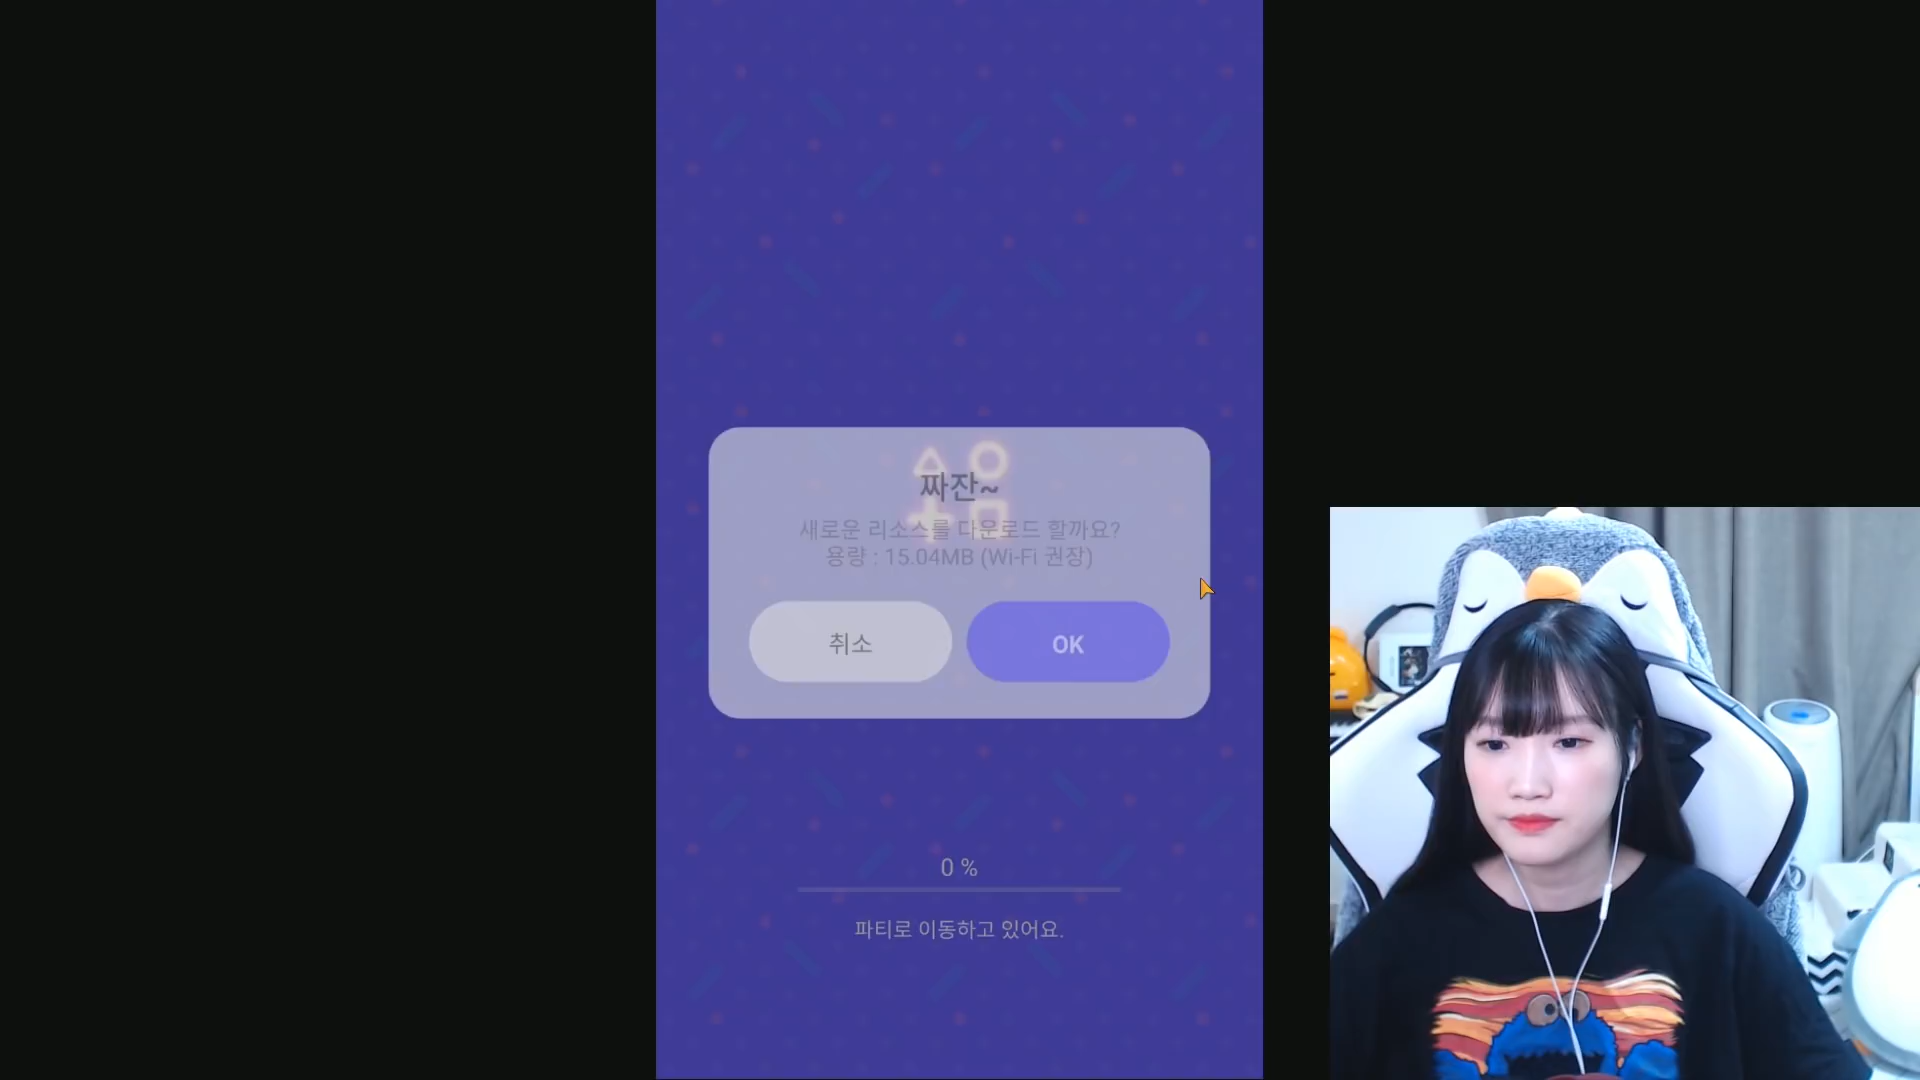 소음
짜잔~
새로운 리소스를 다운로드 할까요?
용량 : 15.04MB (Wi-Fi 권장)
취소
OK
0 %
파티로 이동하고 있어요.